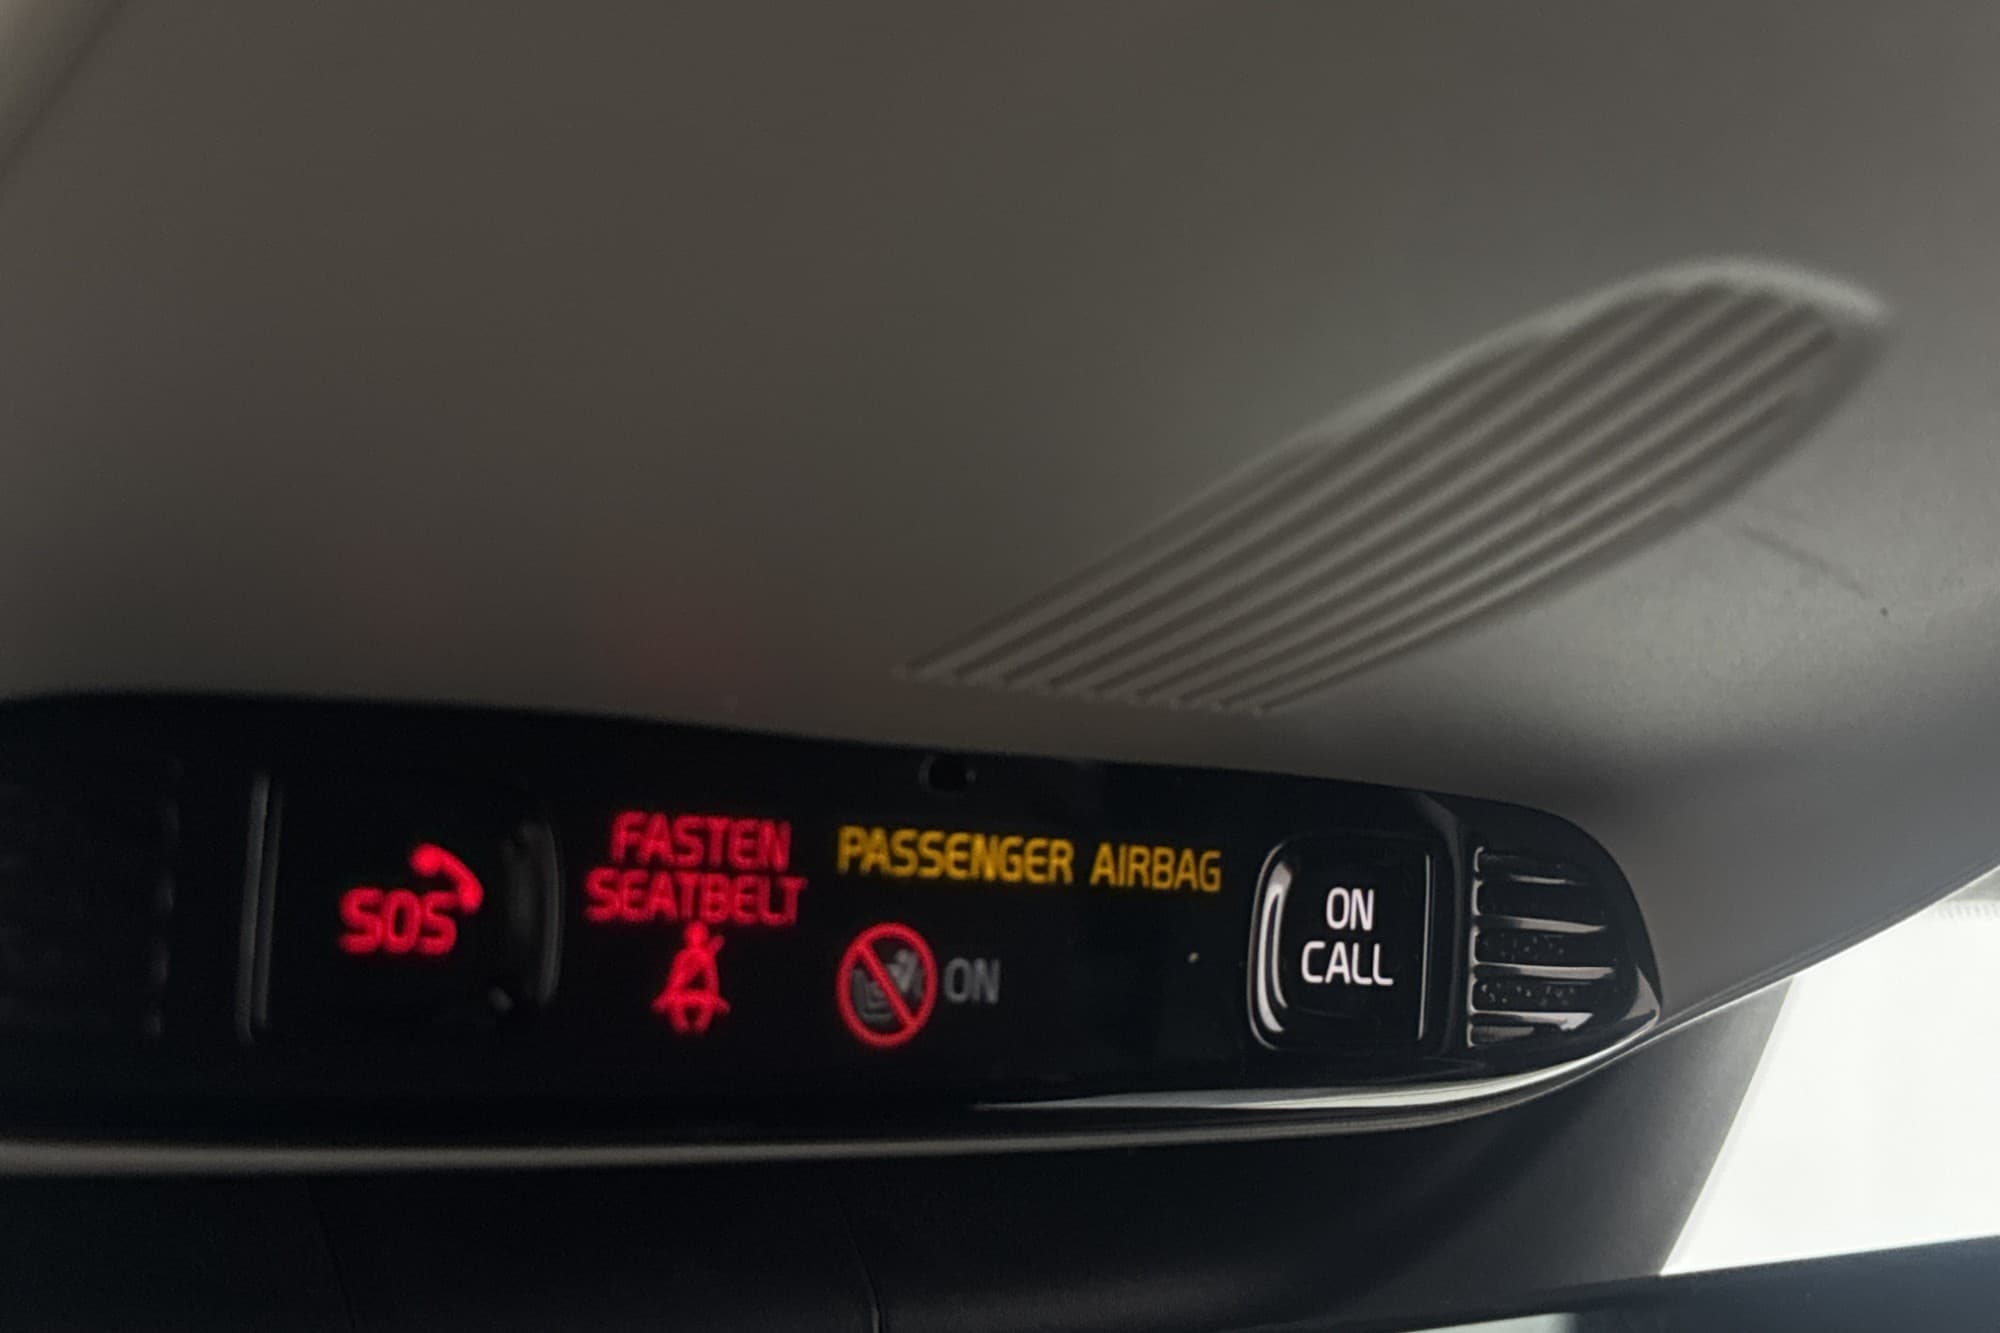 SOS
FASTEN
SEATBELT
PASSENGER AIRBAG
ON
ON
CALL